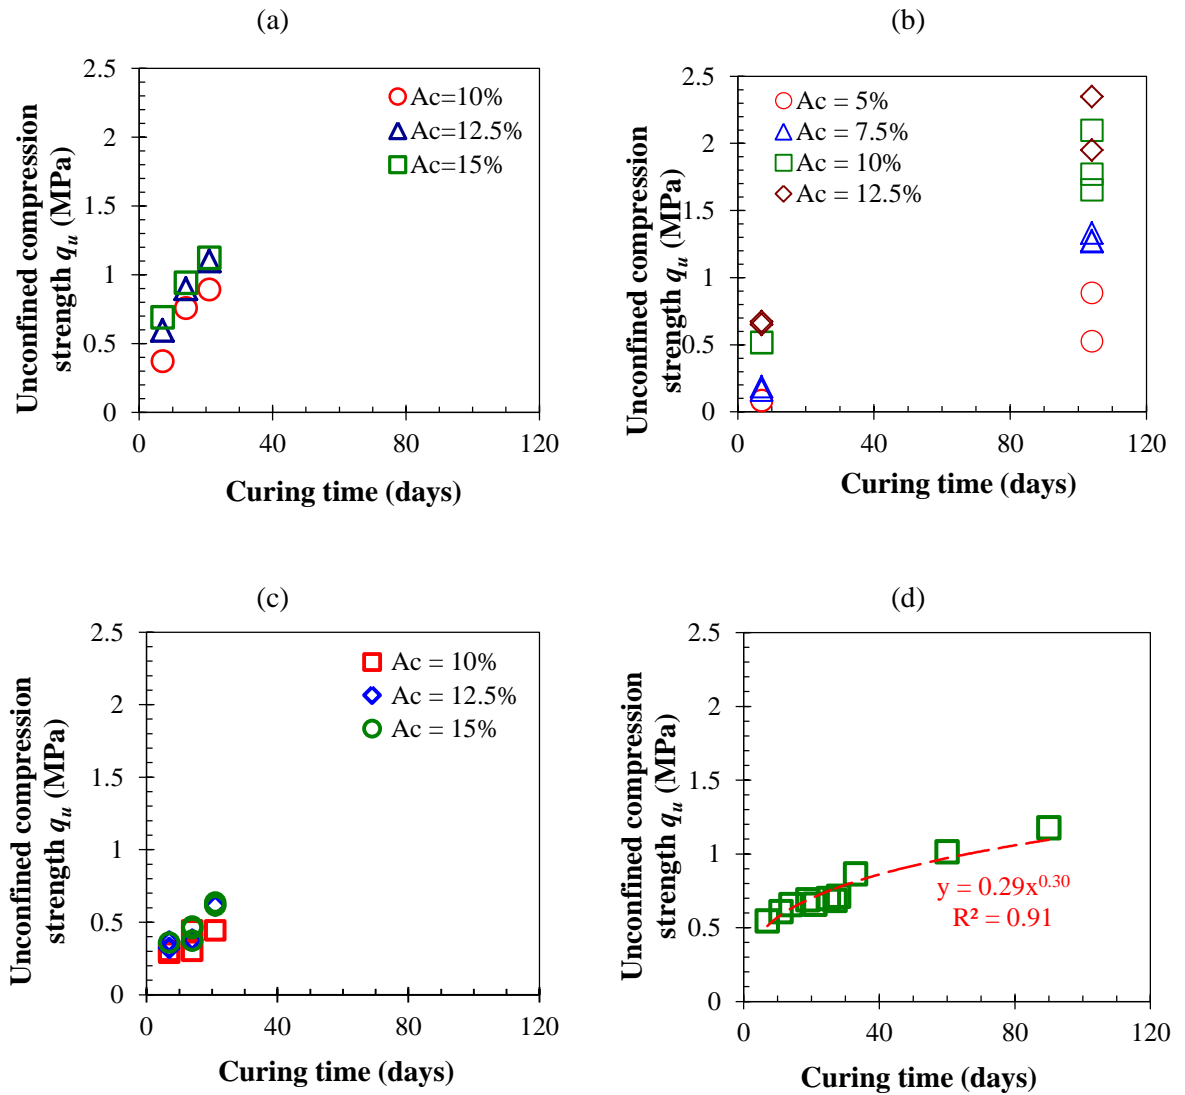 (a)
Unconfined compression
strength qu (MPa)
2.5
2
1.5
1
0.5
0
0
40
80
120
Ac=10%
Ac=12.5%
Ac=15%
Curing time (days)
(b)
Unconfined compression
strength qu (MPa)
2.5
2
1.5
1
0.5
0
0
40
80
120
Ac = 5%
Ac = 7.5%
Ac = 10%
Ac = 12.5%
Curing time (days)
(c)
Unconfined compression
strength qu (MPa)
2.5
2
1.5
1
0.5
0
0
40
80
120
Ac = 10%
Ac = 12.5%
Ac = 15%
Curing time (days)
(d)
Unconfined compression
strength qu (MPa)
2.5
2
1.5
1
0.5
0
0
40
80
120
y = 0.29x^0.30
R² = 0.91
Curing time (days)